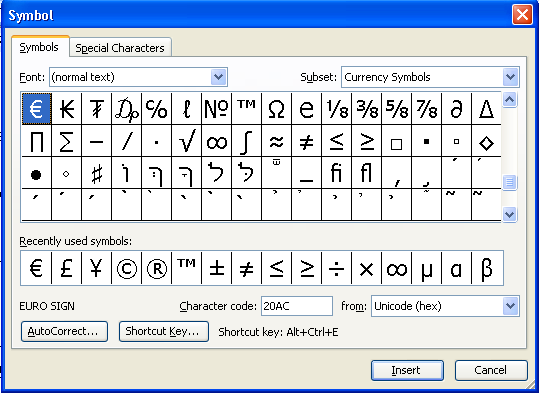 Symbol
Symbols Special Characters
Font: (normal text) Subset: Currency Symbols
€ ₭ ₮ ₯ ℅ ℓ № ™ Ω ℮ ⅛ ⅜ ⅝ ⅞ ∂ ∆
∏ ∑ − ∕ ∙ √ ∞ ∫ ≈ ≠ ≤ ≥ □ ▪ ▫ ◊
● ◦ ♯ ﬁ ﬂ
Recently used symbols:
€ £ ¥ © ® ™ ± ≠ ≤ ≥ ÷ × ∞ µ α β
EURO SIGN Character code: 20AC from: Unicode (hex)
AutoCorrect... Shortcut Key... Shortcut key: Alt+Ctrl+E
Insert Cancel